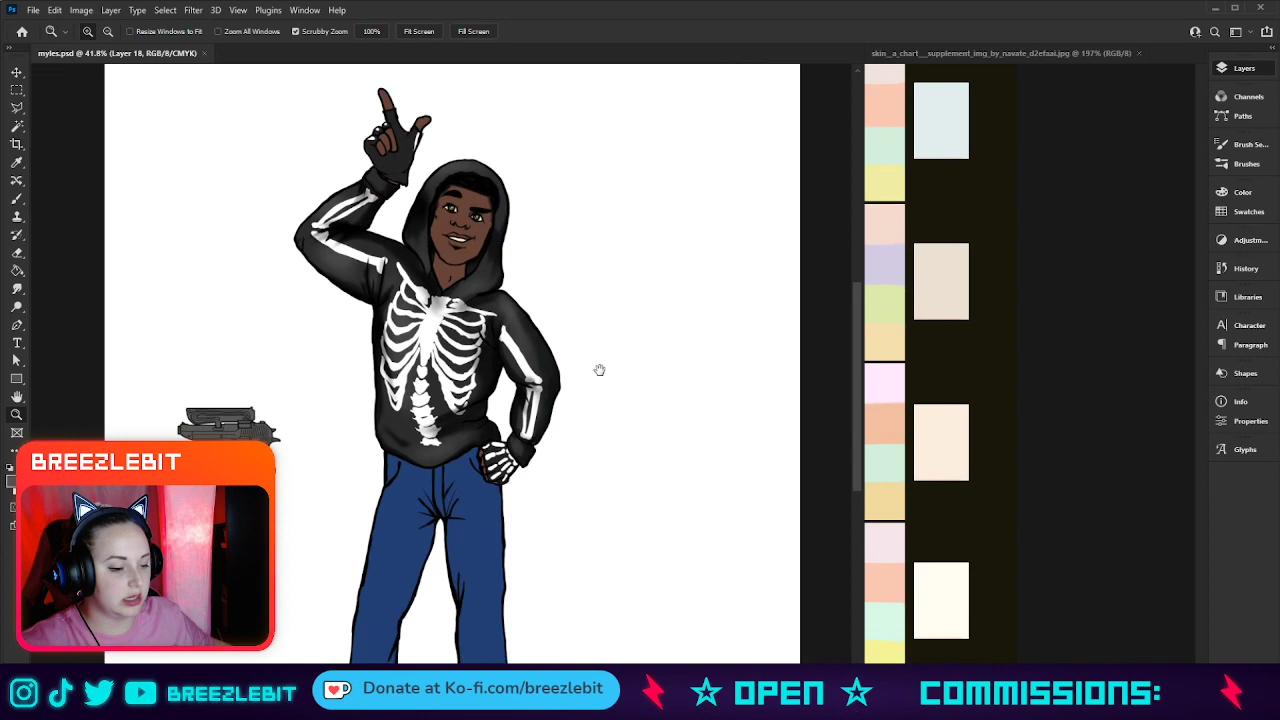 Ps File Edit Image Layer Type Select Filter 3D View Plugins Window Help
Resize Windows to Fit Zoom All Windows Scrubby Zoom 100% Fit Screen Fill Screen
myles.psd @ 41.8% (Layer 18, RGB/8/CMYK) ×
skin__a_chart__supplement_img_by_navate_d2efaal.jpg @ 197% (RGB/8) ×
Layers
Channels
Paths
Brush Se...
Brushes
Color
Swatches
Adjustm...
History
Libraries
Character
Paragraph
Shapes
Info
Properties
Glyphs
BREEZLEBIT
BREEZLEBIT
Donate at Ko-fi.com/breezlebit
OPEN
COMMISSIONS: